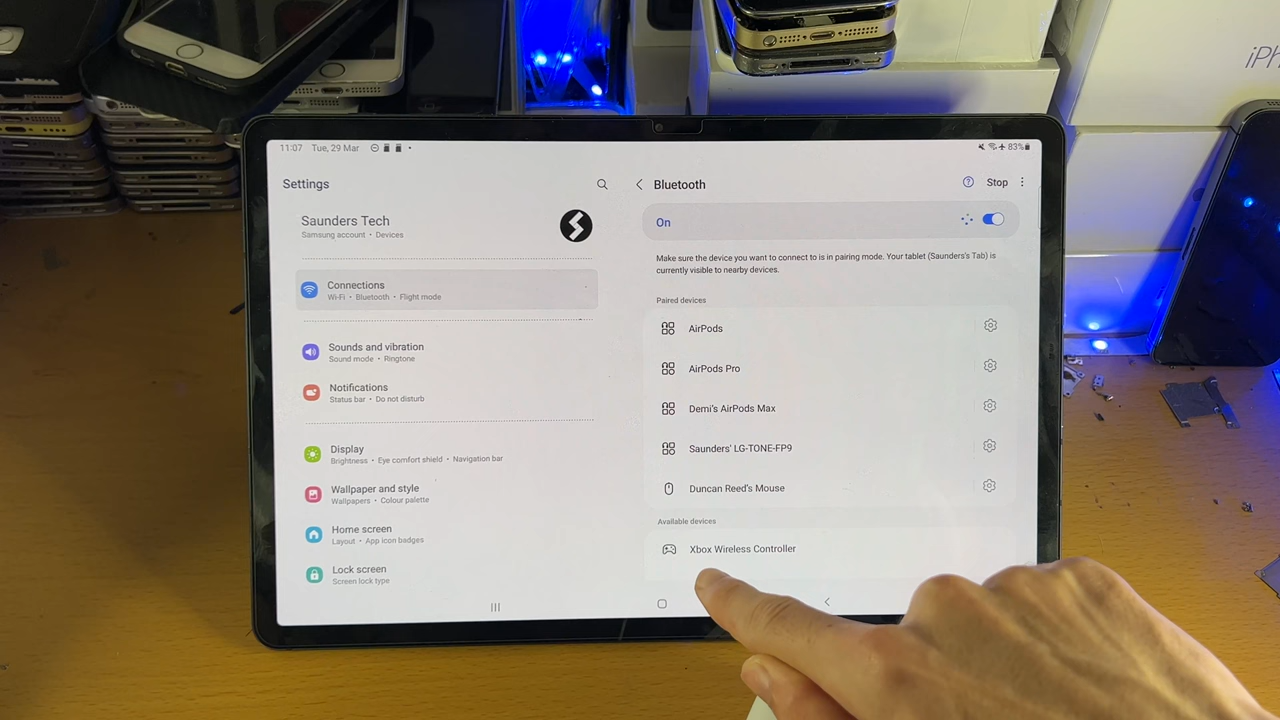 iPh
11:07 Tue, 29 Mar
83%
Settings
Saunders Tech
Samsung account • Devices
Connections
Wi-Fi • Bluetooth • Flight mode
Sounds and vibration
Sound mode • Ringtone
Notifications
Status bar • Do not disturb
Display
Brightness • Eye comfort shield • Navigation bar
Wallpaper and style
Wallpapers • Colour palette
Home screen
Layout • App icon badges
Lock screen
Screen lock type
Bluetooth
Stop
On
Make sure the device you want to connect to is in pairing mode. Your tablet (Saunders's Tab) is
currently visible to nearby devices.
Paired devices
AirPods
AirPods Pro
Demi's AirPods Max
Saunders' LG-TONE-FP9
Duncan Reed's Mouse
Available devices
Xbox Wireless Controller